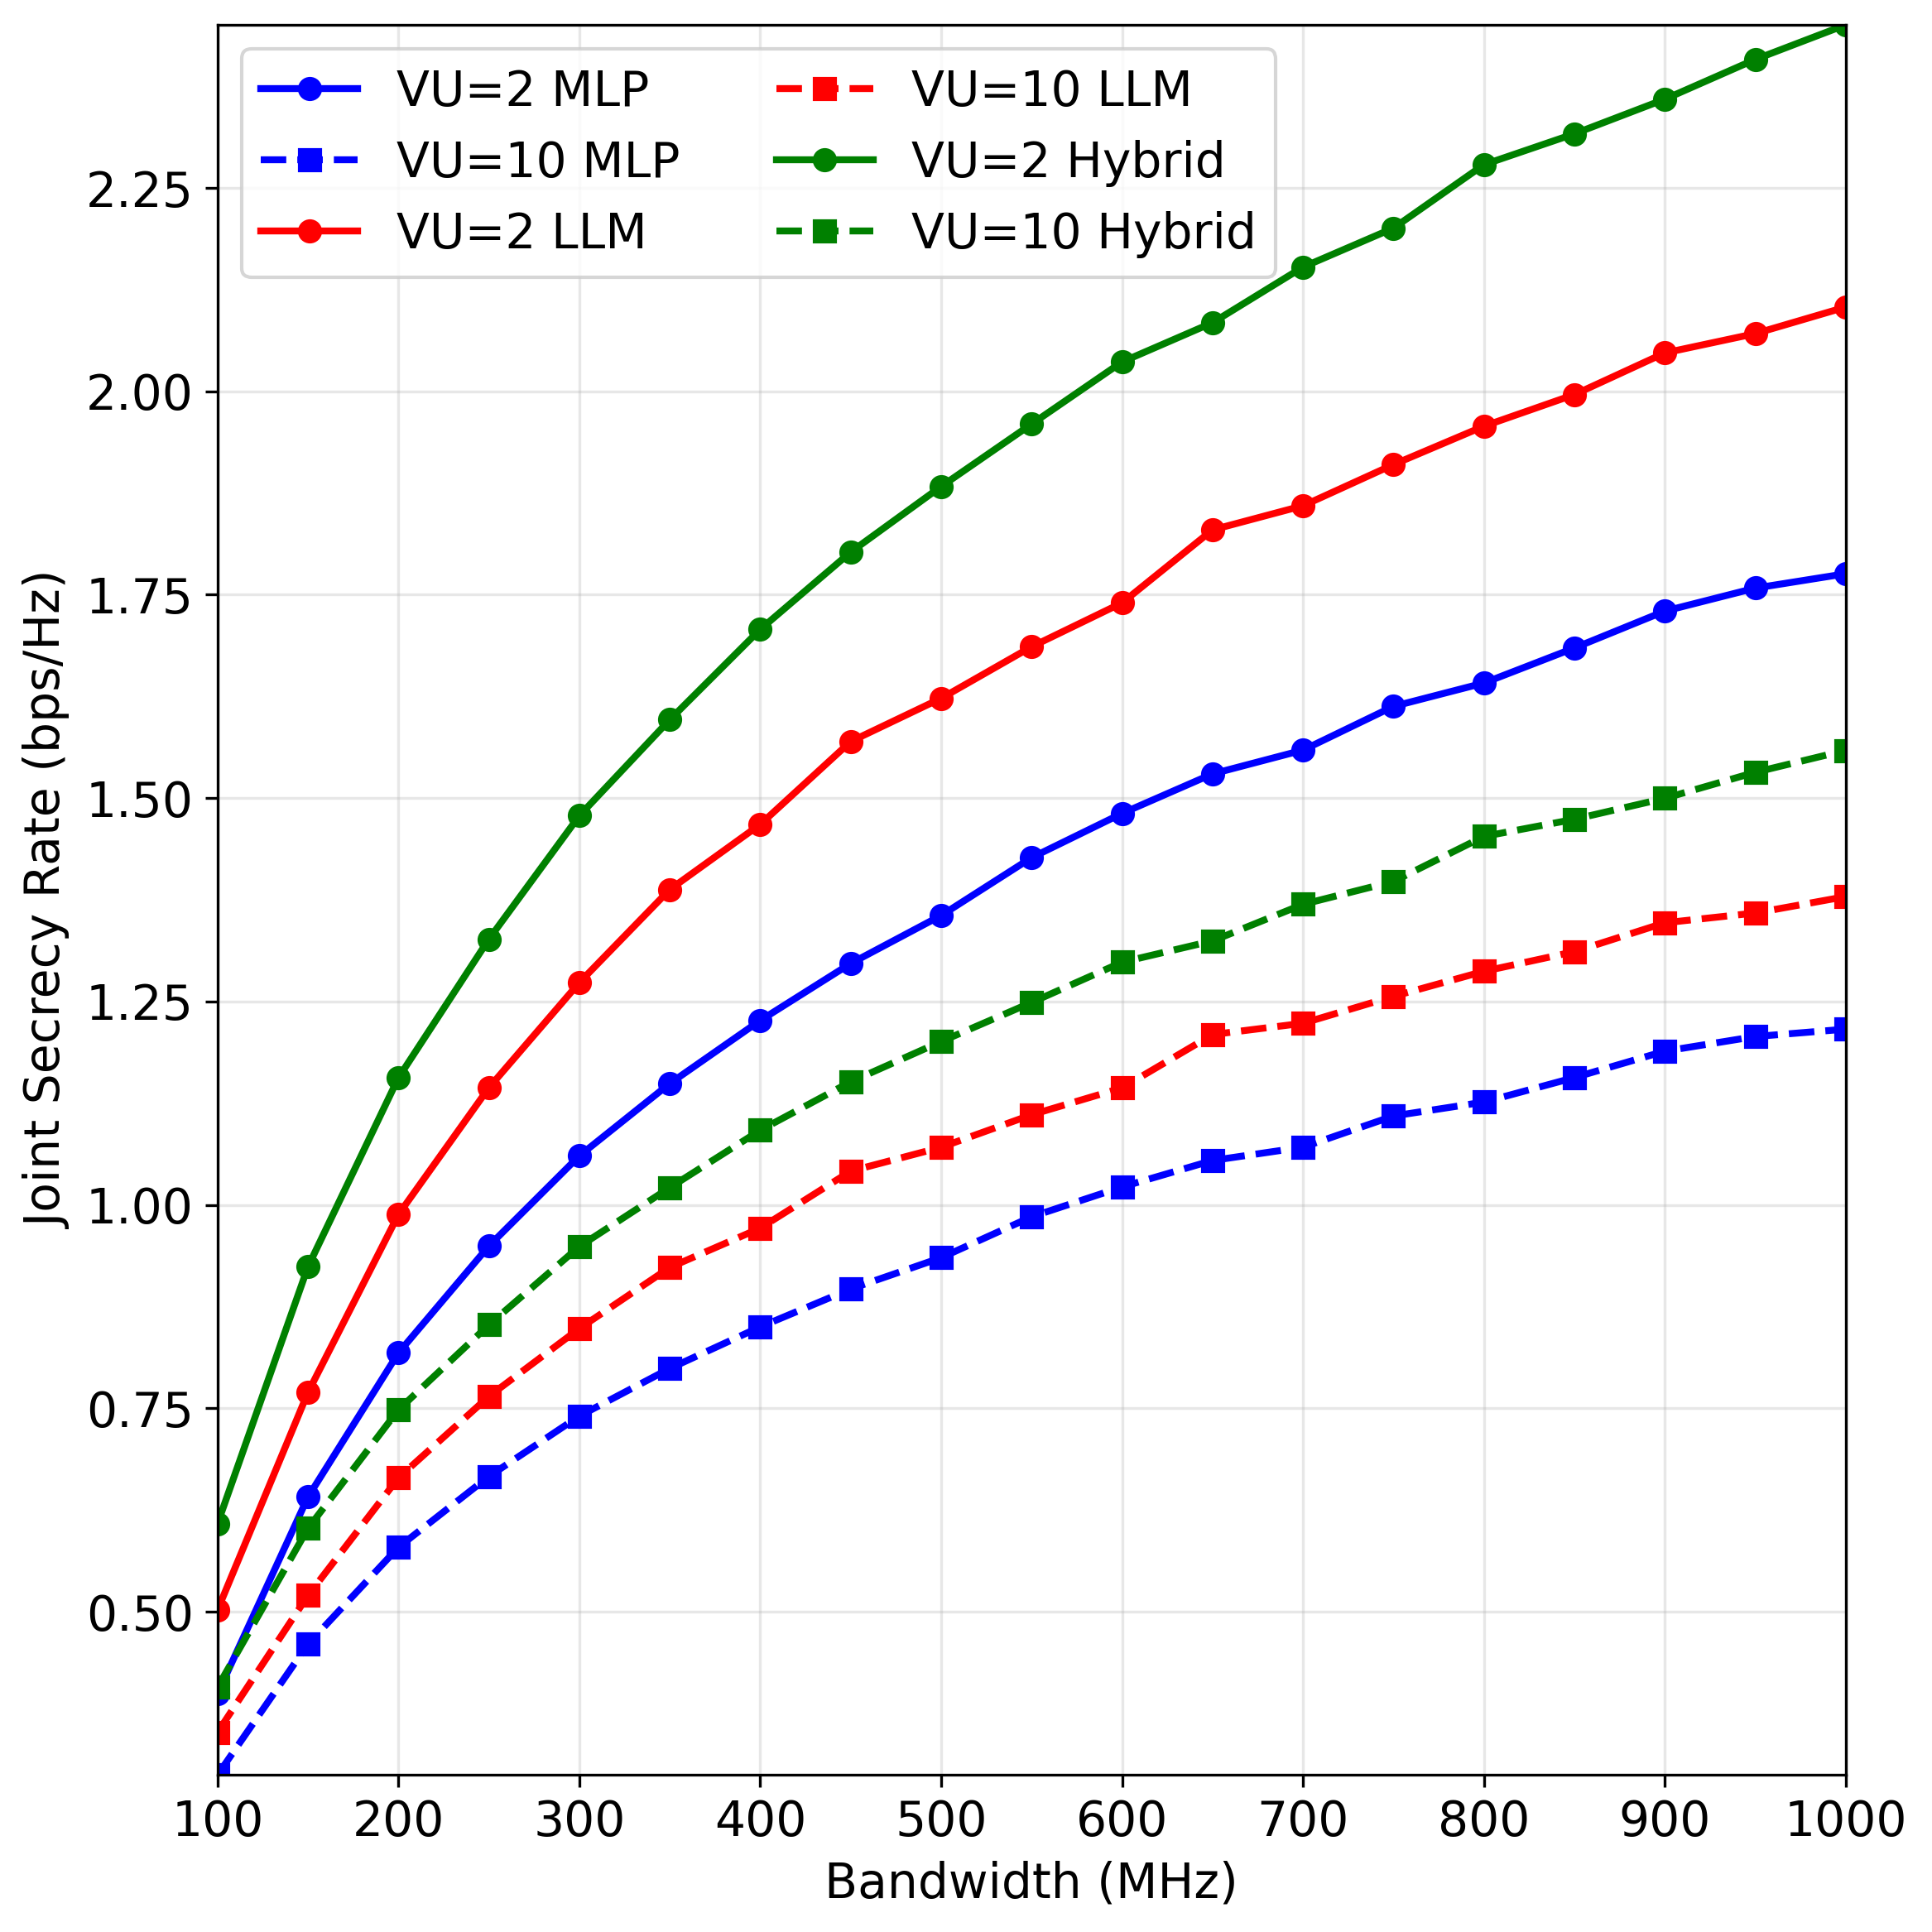 VU=2 MLP
VU=10 MLP
VU=2 LLM
VU=10 LLM
VU=2 Hybrid
VU=10 Hybrid
Joint Secrecy Rate (bps/Hz)
2.25
2.00
1.75
1.50
1.25
1.00
0.75
0.50
100 200 300 400 500 600 700 800 900 1000
Bandwidth (MHz)